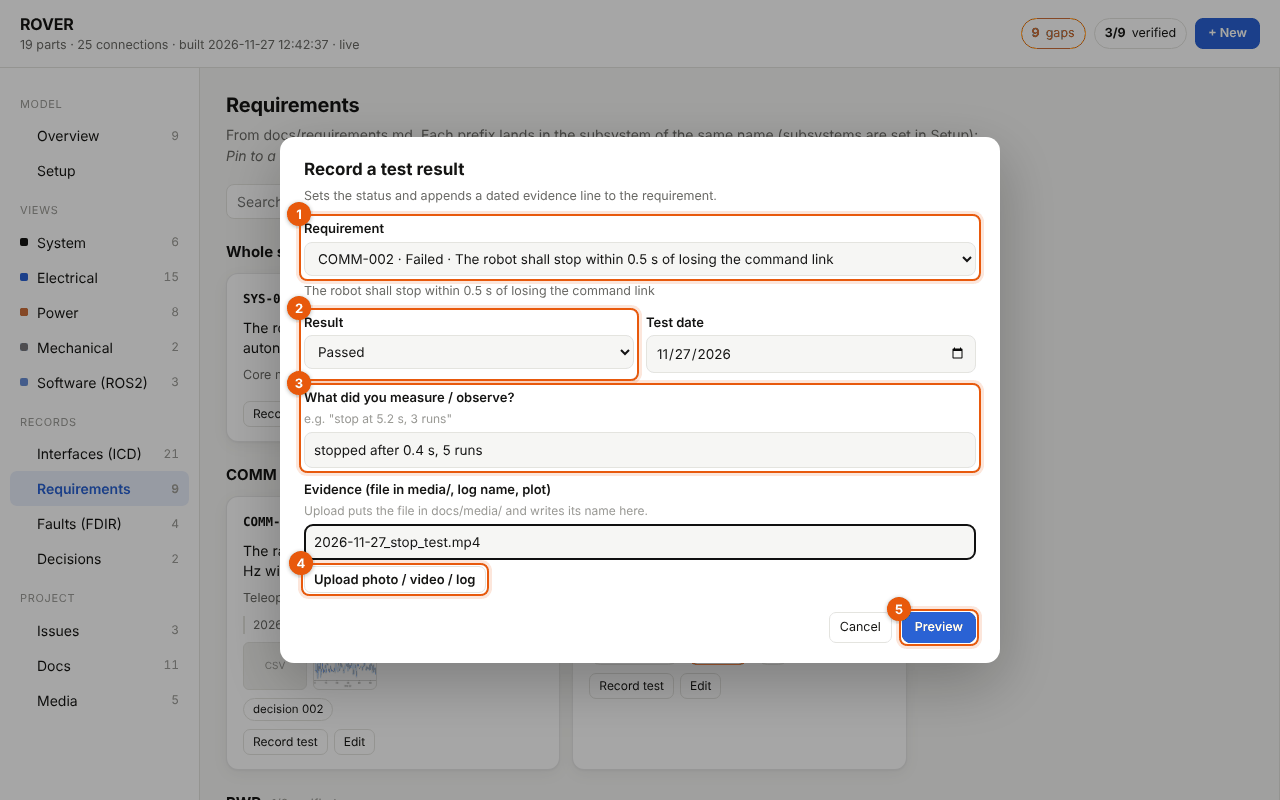 ROVER
19 parts · 25 connections · built 2026-11-27 12:42:37 · live
9 gaps
3/9 verified
+ New
MODEL
Overview 9
Setup
VIEWS
System 6
Electrical 15
Power 8
Mechanical 2
Software (ROS2) 3
RECORDS
Interfaces (ICD) 21
Requirements 9
Faults (FDIR) 4
Decisions 2
PROJECT
Issues 3
Docs 11
Media 5
Requirements
From docs/requirements.md. Each prefix lands in the subsystem of the same name (subsystems are set in Setup):
Pin to a
Search
Whole s
SYS-0
The ro
auton
Core r
Reco
COMM
COMM-
The ra
Hz wi
Teleop
2026
CSV
decision 002
Record test
Edit
Record test
Edit
Record a test result
Sets the status and appends a dated evidence line to the requirement.
1
Requirement
COMM-002 · Failed · The robot shall stop within 0.5 s of losing the command link
The robot shall stop within 0.5 s of losing the command link
2
Result
Passed
Test date
11/27/2026
3
What did you measure / observe?
e.g. "stop at 5.2 s, 3 runs"
stopped after 0.4 s, 5 runs
Evidence (file in media/, log name, plot)
Upload puts the file in docs/media/ and writes its name here.
2026-11-27_stop_test.mp4
4
Upload photo / video / log
Cancel
5
Preview